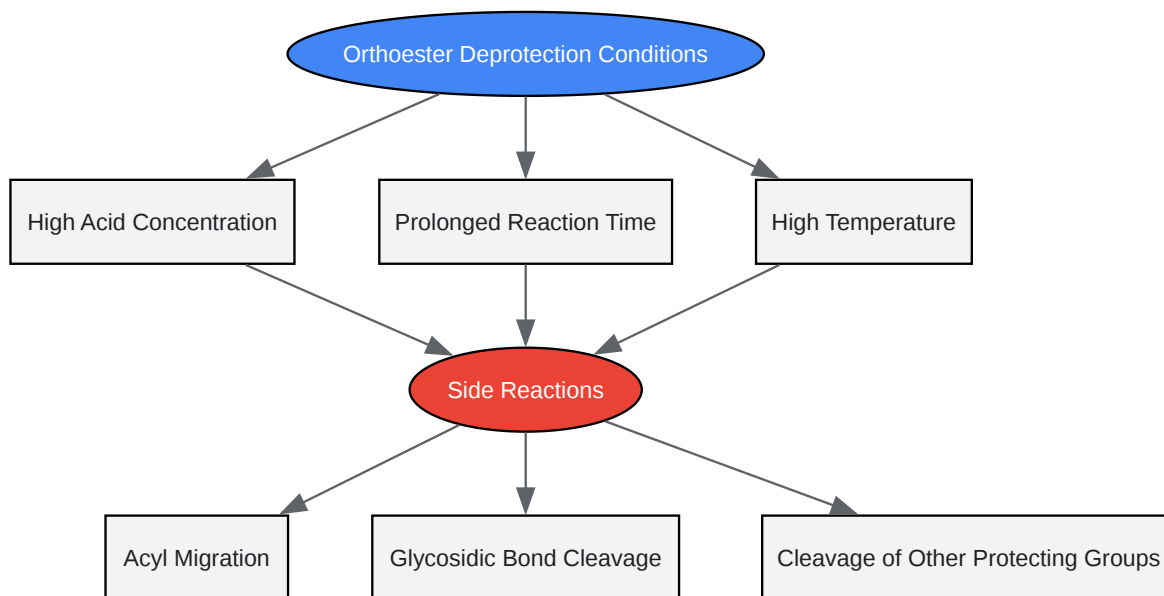 Orthoester Deprotection Conditions
High Acid Concentration
Prolonged Reaction Time
High Temperature
Side Reactions
Acyl Migration
Glycosidic Bond Cleavage
Cleavage of Other Protecting Groups